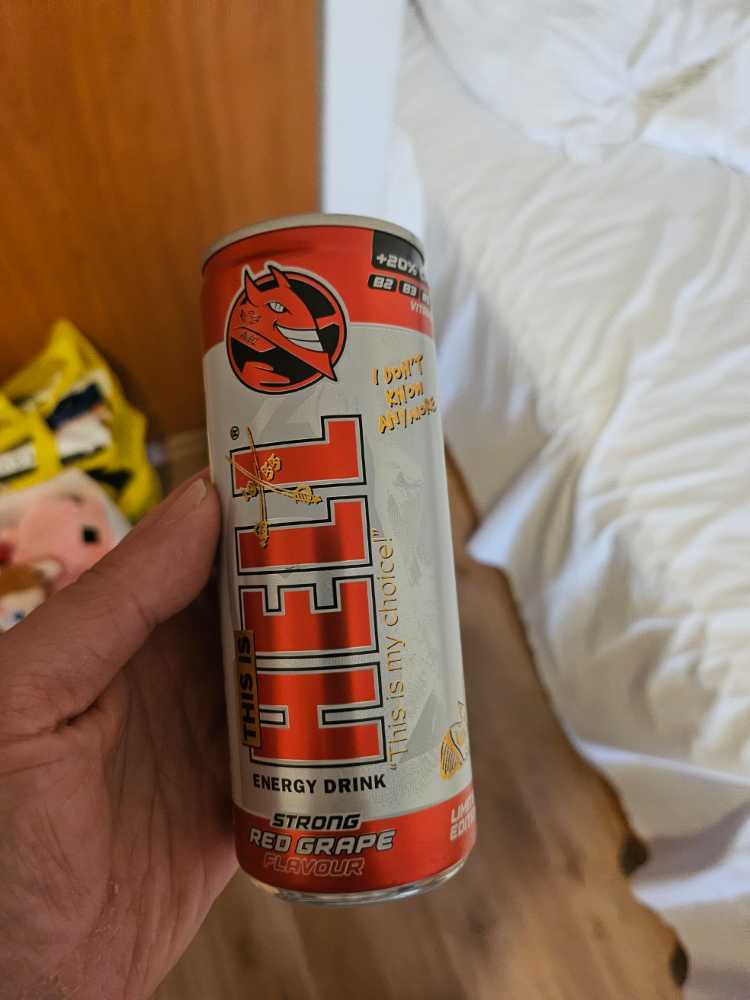 +20%
B2 B3
I DON'T
KNOW
ANYMORE
®
THIS IS
HELL
"This is my choice!"
ENERGY DRINK
STRONG
RED GRAPE
FLAVOUR